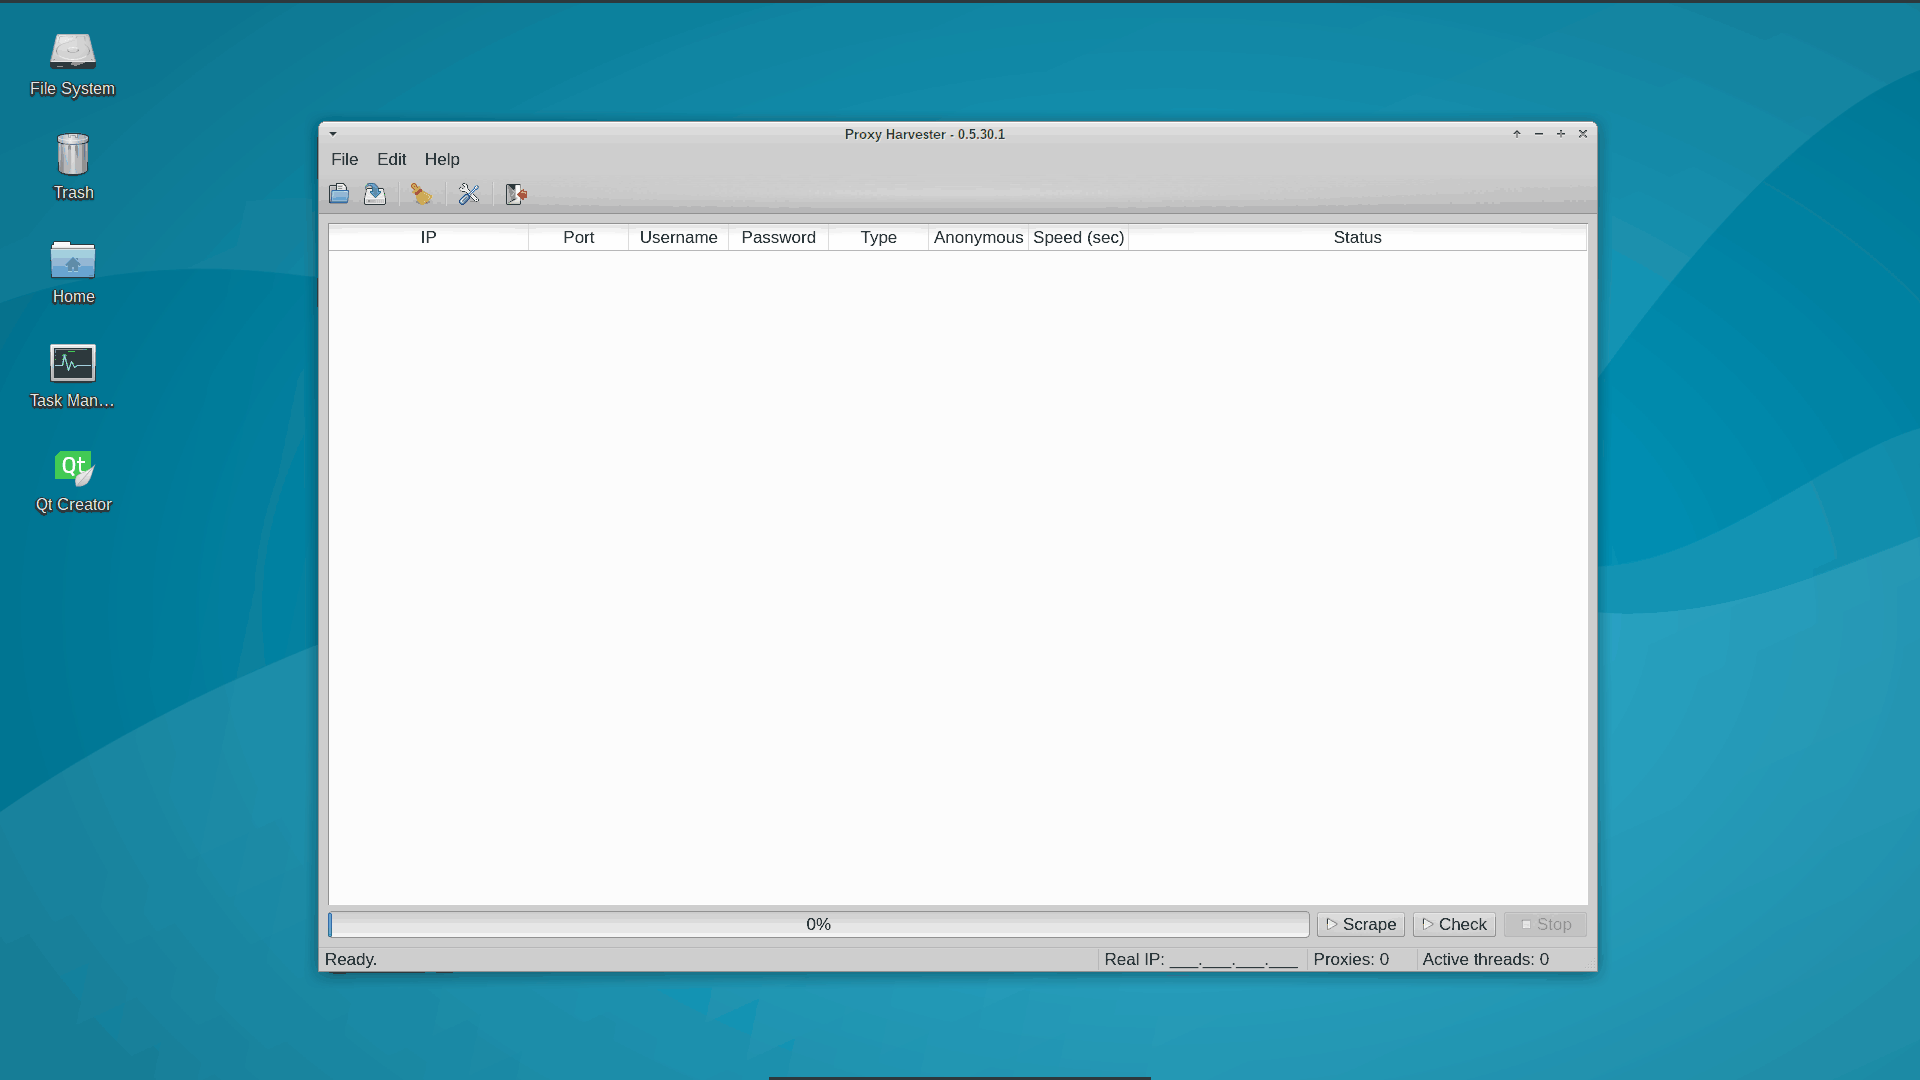 File System
Trash
Home
Task Man...
Qt
Qt Creator
Proxy Harvester - 0.5.30.1
File Edit Help
IP Port Username Password Type Anonymous Speed (sec) Status
0%
Scrape Check Stop
Ready. Real IP: ___.___.___.___ Proxies: 0 Active threads: 0